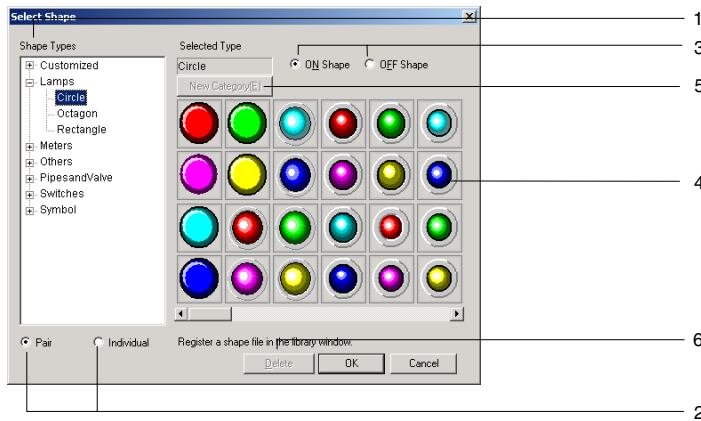 Select Shape
1
Shape Types
Selected Type
3
Circle
ON Shape
OFF Shape
New Category(E)
5
Customized
Lamps
Circle
Octagon
Rectangle
Meters
Others
PipesandValve
Switches
Symbol
4
Pair
Individual
Register a shape file in the library window.
6
Delete
OK
Cancel
2